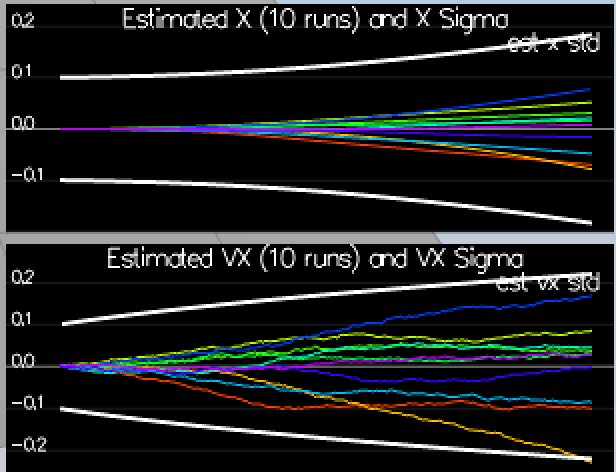 Estimated X (10 runs) and X Sigma
0.2
est x std
0.1
0.0
-0.1
Estimated VX (10 runs) and VX Sigma
0.2
est vx std
0.1
0.0
-0.1
-0.2